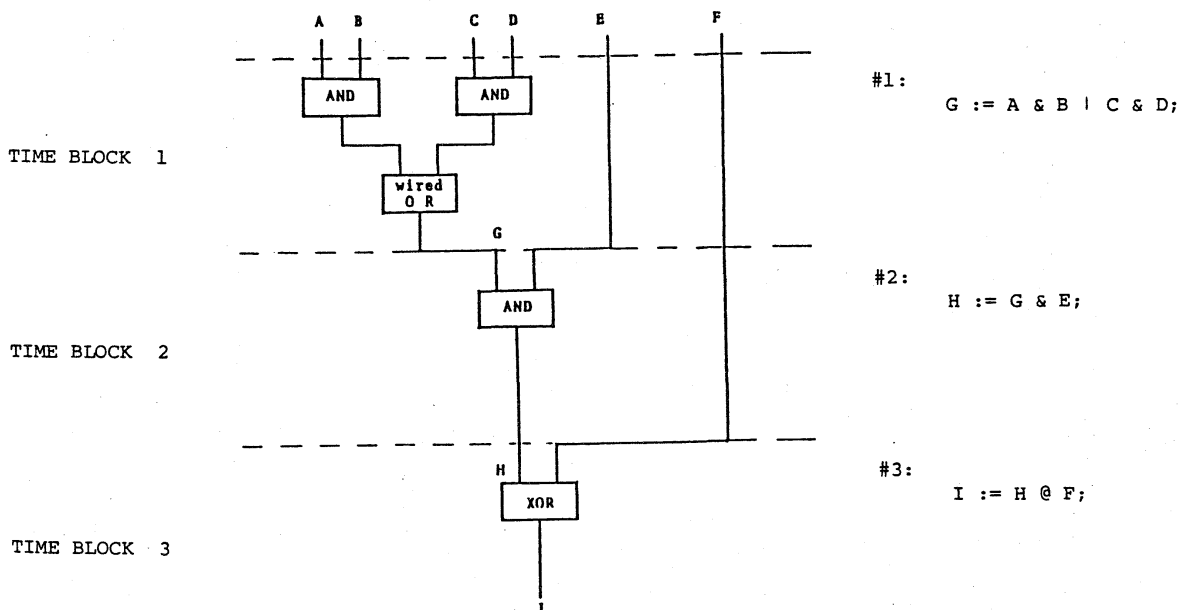 A B C D E F
AND AND
#1:
G := A & B | C & D;
TIME BLOCK 1
wired
O R
G
#2:
AND
H := G & E;
TIME BLOCK 2
H
#3:
XOR
I := H @ F;
TIME BLOCK 3
I